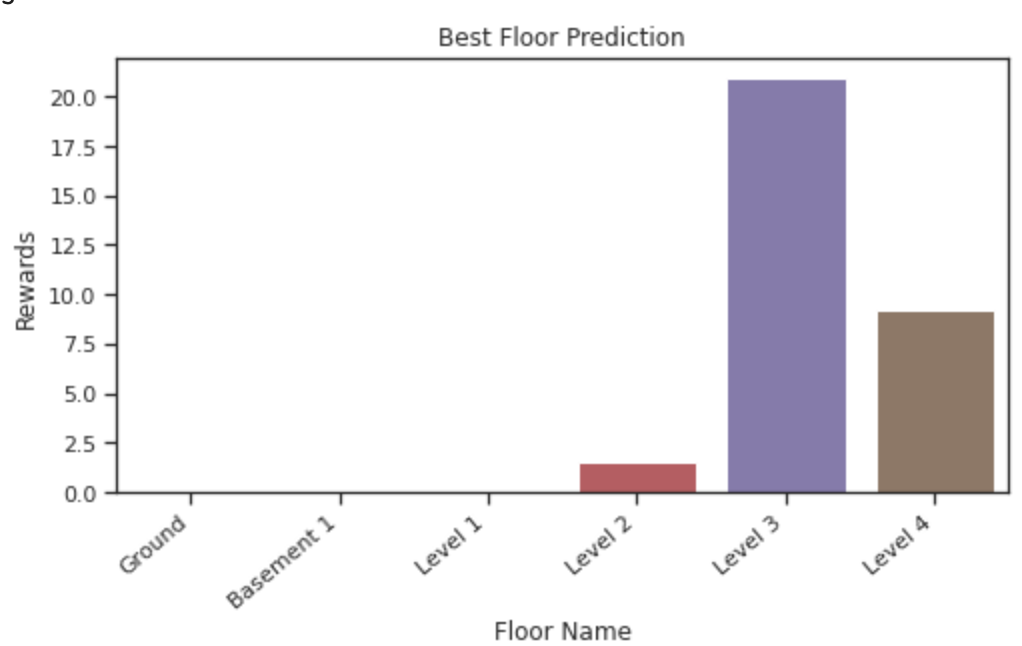 Best Floor Prediction
Rewards
20.0
17.5
15.0
12.5
10.0
7.5
5.0
2.5
0.0
Ground
Basement 1
Level 1
Level 2
Level 3
Level 4
Floor Name